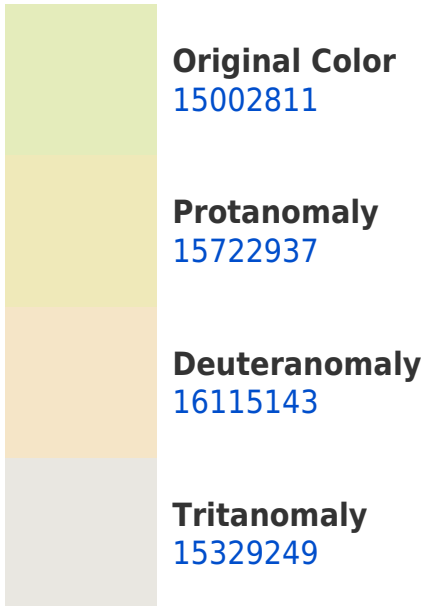 Original Color
15002811
Protanomaly
15722937
Deuteranomaly
16115143
Tritanomaly
15329249